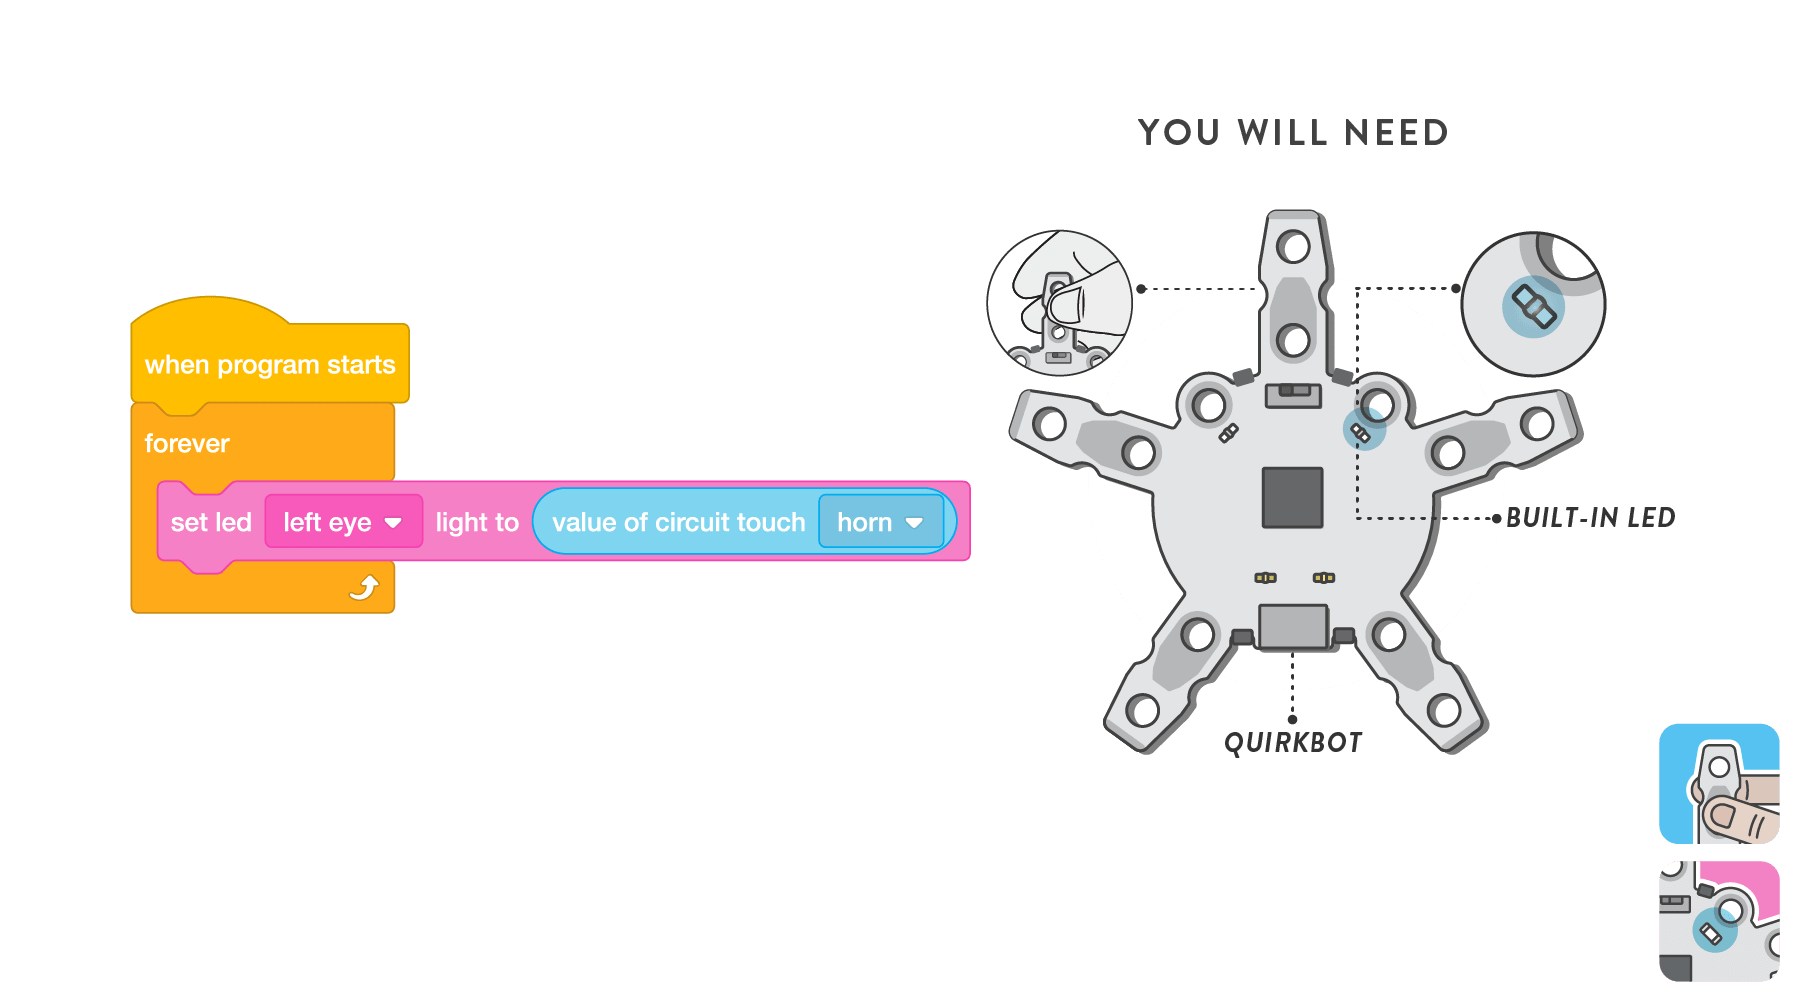 YOU WILL NEED
when program starts
forever
set led left eye light to value of circuit touch horn
BUILT-IN LED
QUIRKBOT